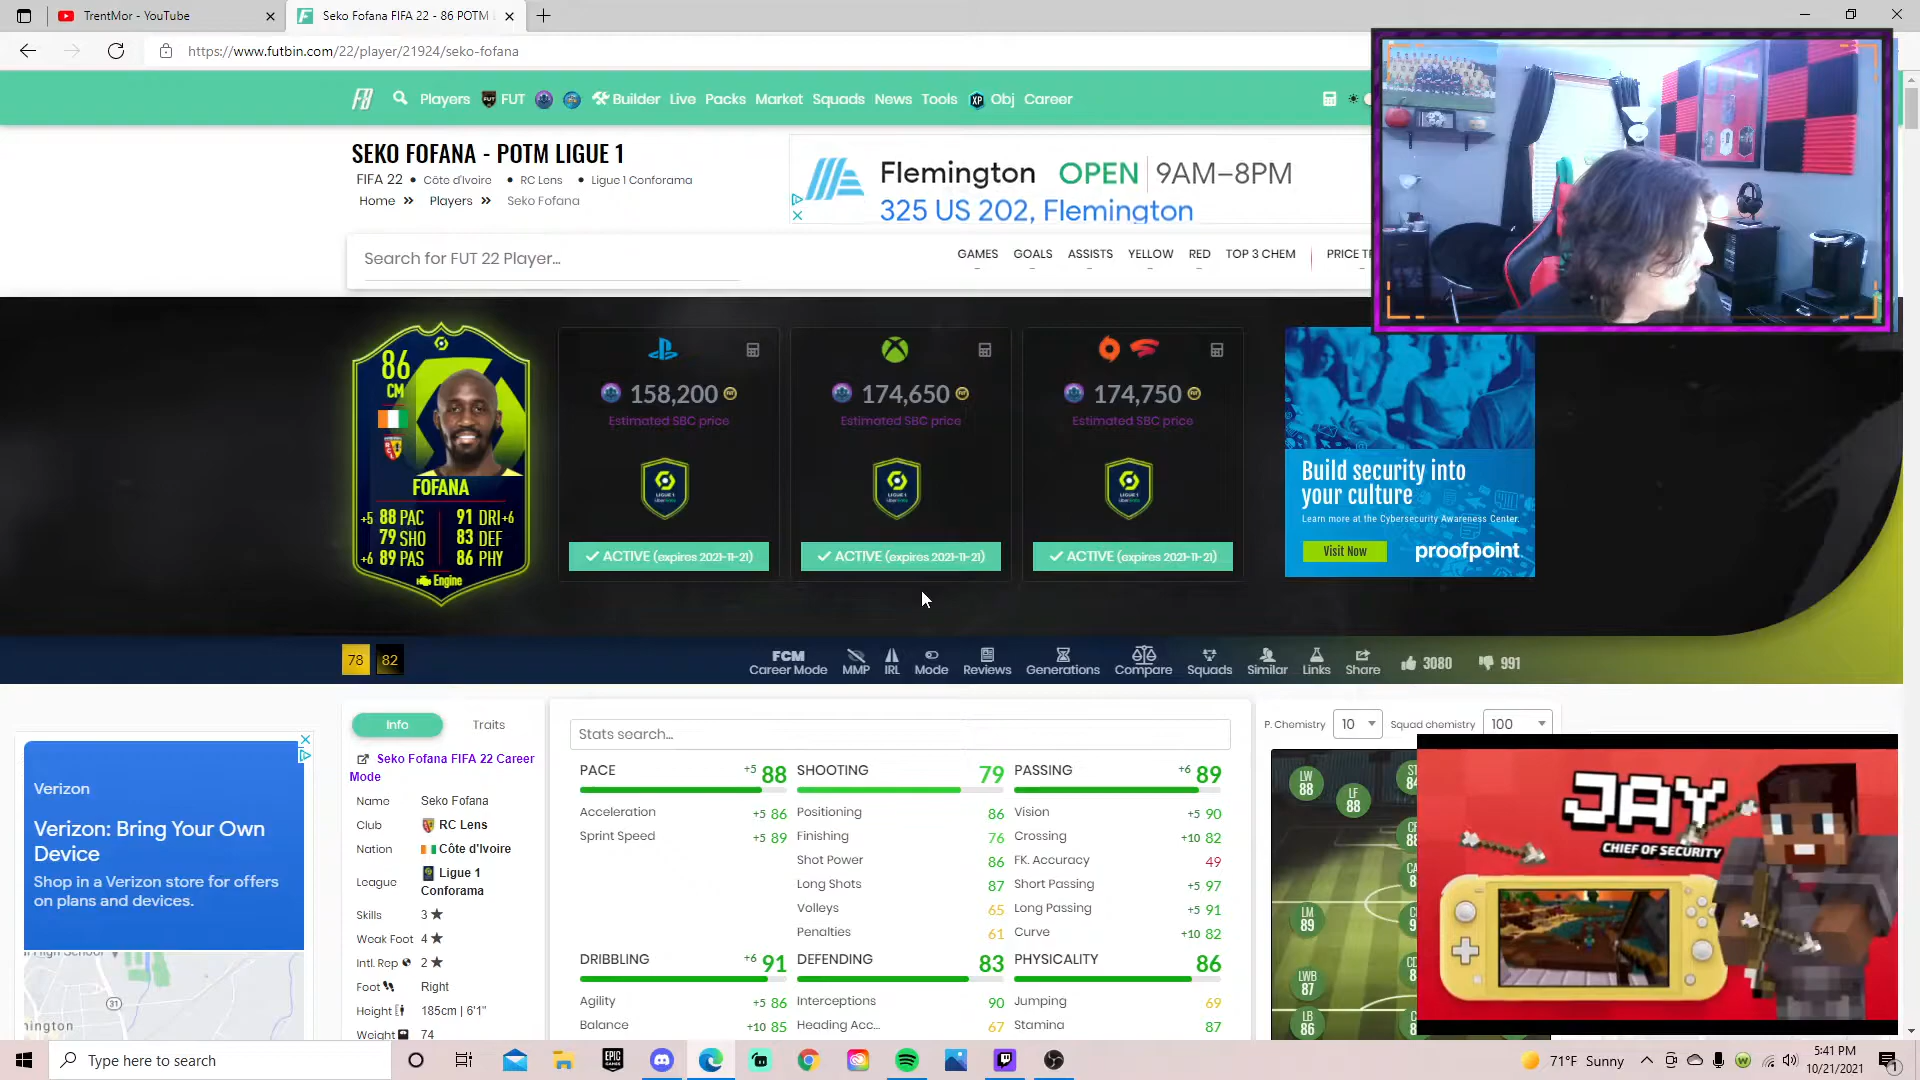 TrentMor - YouTube
Seko Fofana FIFA 22 - 86 POTM
https://www.futbin.com/22/player/21924/seko-fofana
Players FUT Builder Live Packs Market Squads News Tools XP Obj Career
SEKO FOFANA - POTM LIGUE 1
FIFA 22 • Côte d'Ivoire • RC Lens • Ligue 1 Conforama
Home » Players » Seko Fofana
Flemington OPEN 9AM–8PM
325 US 202, Flemington
Search for FUT 22 Player...
GAMES GOALS ASSISTS YELLOW RED TOP 3 CHEM PRICE T
- - - - - -
86
CM
FOFANA
+5 88 PAC 91 DRI +6
79 SHO 83 DEF
+6 89 PAS 86 PHY
Engine
158,200
Estimated SBC price
ACTIVE (expires 2021-11-21)
174,650
Estimated SBC price
ACTIVE (expires 2021-11-21)
174,750
Estimated SBC price
ACTIVE (expires 2021-11-21)
Build security into
your culture
Learn more at the Cybersecurity Awareness Center.
Visit Now proofpoint.
78 82
FCM
Career Mode MMP IRL Mode Reviews Generations Compare Squads Similar Links Share 3080 991
Verizon
Verizon: Bring Your Own
Device
Shop in a Verizon store for offers
on plans and devices.
31
Info Traits
Seko Fofana FIFA 22 Career
Mode
Name Seko Fofana
Club RC Lens
Nation Côte d'Ivoire
League Ligue 1
Conforama
Skills 3
Weak Foot 4
Intl. Rep 2
Foot Right
Height 185cm | 6'1"
Weight 74
Stats search...
PACE +5 88 SHOOTING 79 PASSING +6 89
Acceleration +5 86 Positioning 86 Vision +5 90
Sprint Speed +5 89 Finishing 76 Crossing +10 82
Shot Power 86 FK. Accuracy 49
Long Shots 87 Short Passing +5 97
Volleys 65 Long Passing +5 91
Penalties 61 Curve +10 82
DRIBBLING +6 91 DEFENDING 83 PHYSICALITY 86
Agility +5 86 Interceptions 90 Jumping 69
Balance +10 85 Heading Acc... 67 Stamina 87
P. Chemistry 10 Squad chemistry 100
LW
88
LF
88
LM
89
LWB
87
LB
86
JAY
CHIEF OF SECURITY
Type here to search
71°F Sunny
5:41 PM
10/21/2021